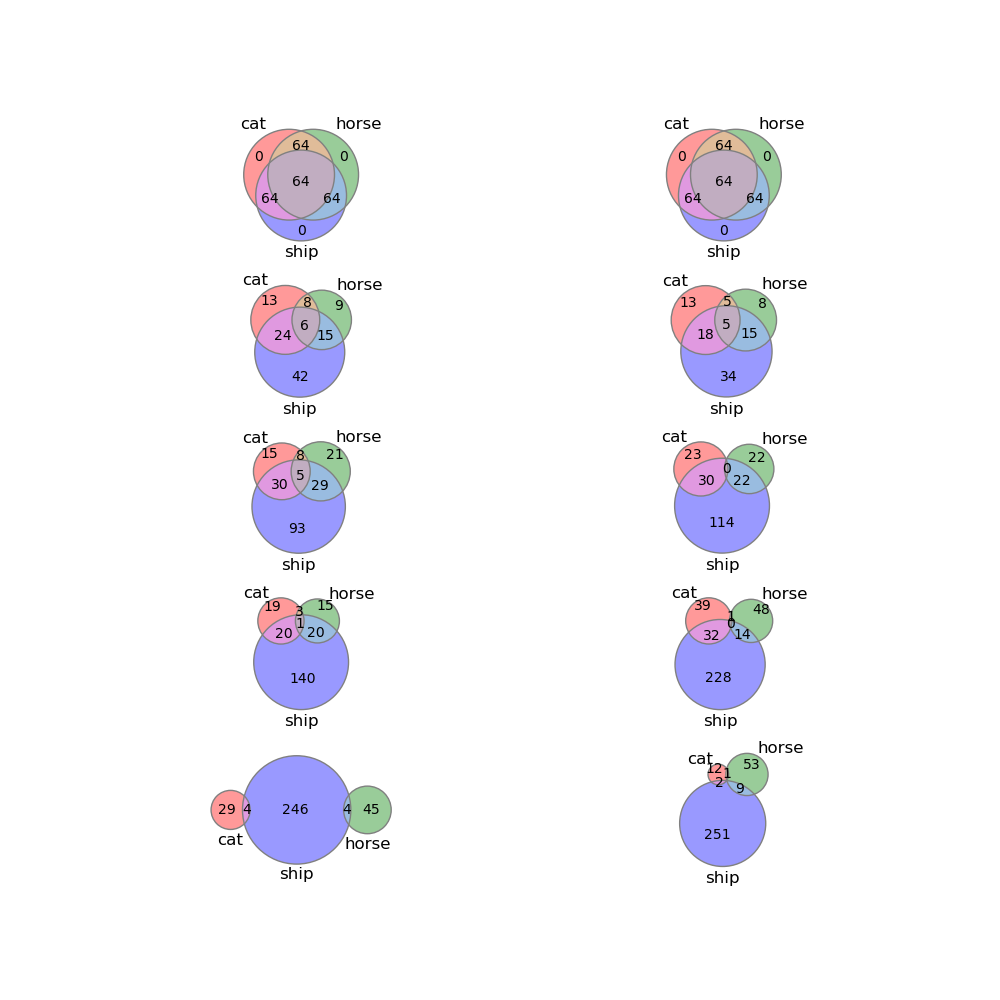 cat horse cat horse
0 64 0 0 64 0
64 64 64 64 64 64
0 0
ship ship
cat horse cat horse
13 8 9 13 5 8
24 6 15 18 5 15
42 34
ship ship
cat horse cat horse
15 8 21 23 22
30 5 29 30 0 22
93 114
ship ship
cat horse cat horse
19 3 15 39 1 48
20 1 20 32 0 14
140 228
ship ship
cat horse
12 1 53
2 9
29 4 246 4 45 251
cat horse
ship ship